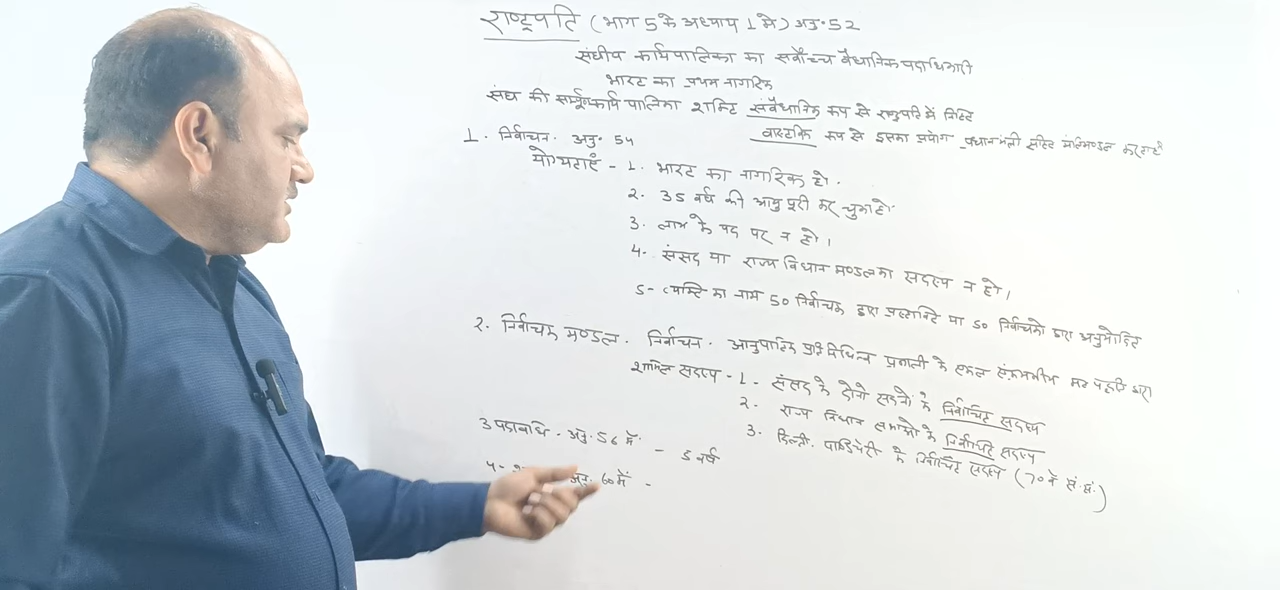 राष्ट्रपति (भाग 5 के अध्याय 1 में) अनु. 52
संघीय कार्यपालिका का सर्वोच्च वैधानिक पदाधिकारी
भारत का प्रथम नागरिक
संघ की सम्पूर्ण कार्य पालिका शक्ति संवैधानिक रूप से राष्ट्रपति में निहित
वास्तविक रूप से इसका प्रयोग प्रधानमंत्री सहित मंत्रिमण्डल करता है
1. निर्वाचन. अनु. 54
योग्यताएँ - 1. भारत का नागरिक हो.
2. 35 वर्ष की आयु पूरी कर चुका हो.
3. लाभ के पद पर न हो।
4. संसद या राज्य विधान मण्डल का सदस्य न हो।
5- व्यक्ति का नाम 50 निर्वाचक द्वारा प्रस्तावित या 50 निर्वाचको द्वारा अनुमोदित
2. निर्वाचक मण्डल. निर्वाचन. आनुपातिक प्रतिनिधित्व प्रणाली के एकल संक्रमणीय मत पद्धति द्वारा
शामिल सदस्य - 1- संसद के दोनो सदनो के निर्वाचित सदस्य
2. राज्य विधान सभाओ के निर्वाचित सदस्य
3. दिल्ली. पाण्डिचेरी के निर्वाचित सदस्य (70 वे सं.सं.)
3 पदावधि - अनु. 56 में. - 5 वर्ष
4- अनु. 60 में -